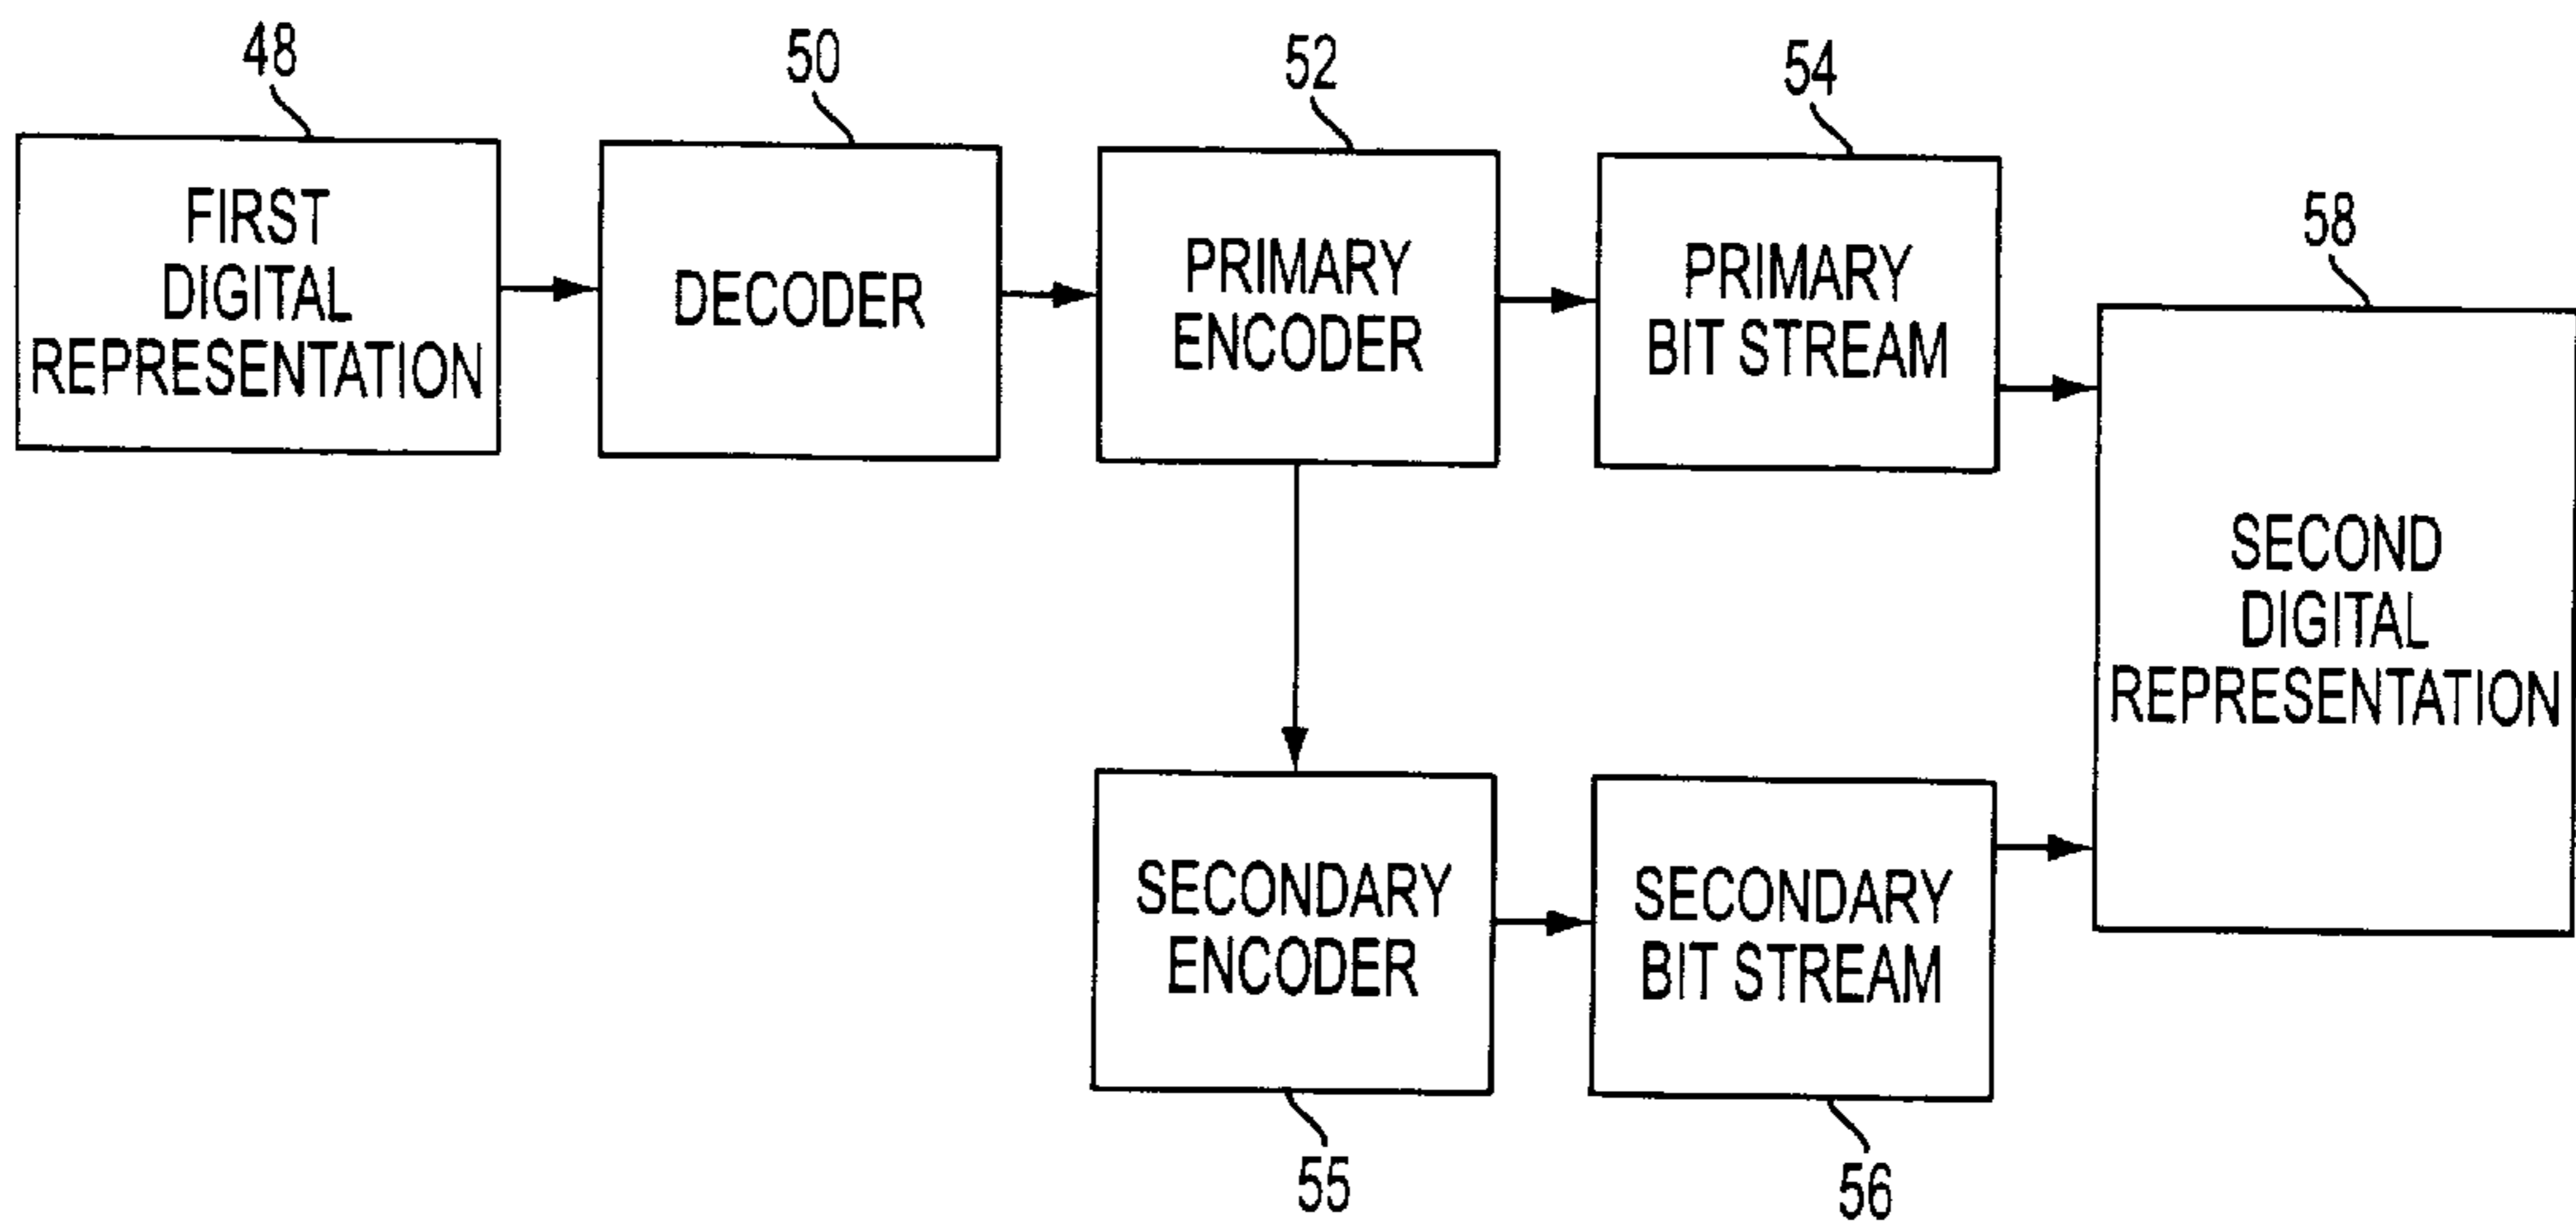 48
50
52
54
58
FIRST
DIGITAL
REPRESENTATION
DECODER
PRIMARY
ENCODER
PRIMARY
BIT STREAM
SECOND
DIGITAL
REPRESENTATION
SECONDARY
ENCODER
SECONDARY
BIT STREAM
55
56